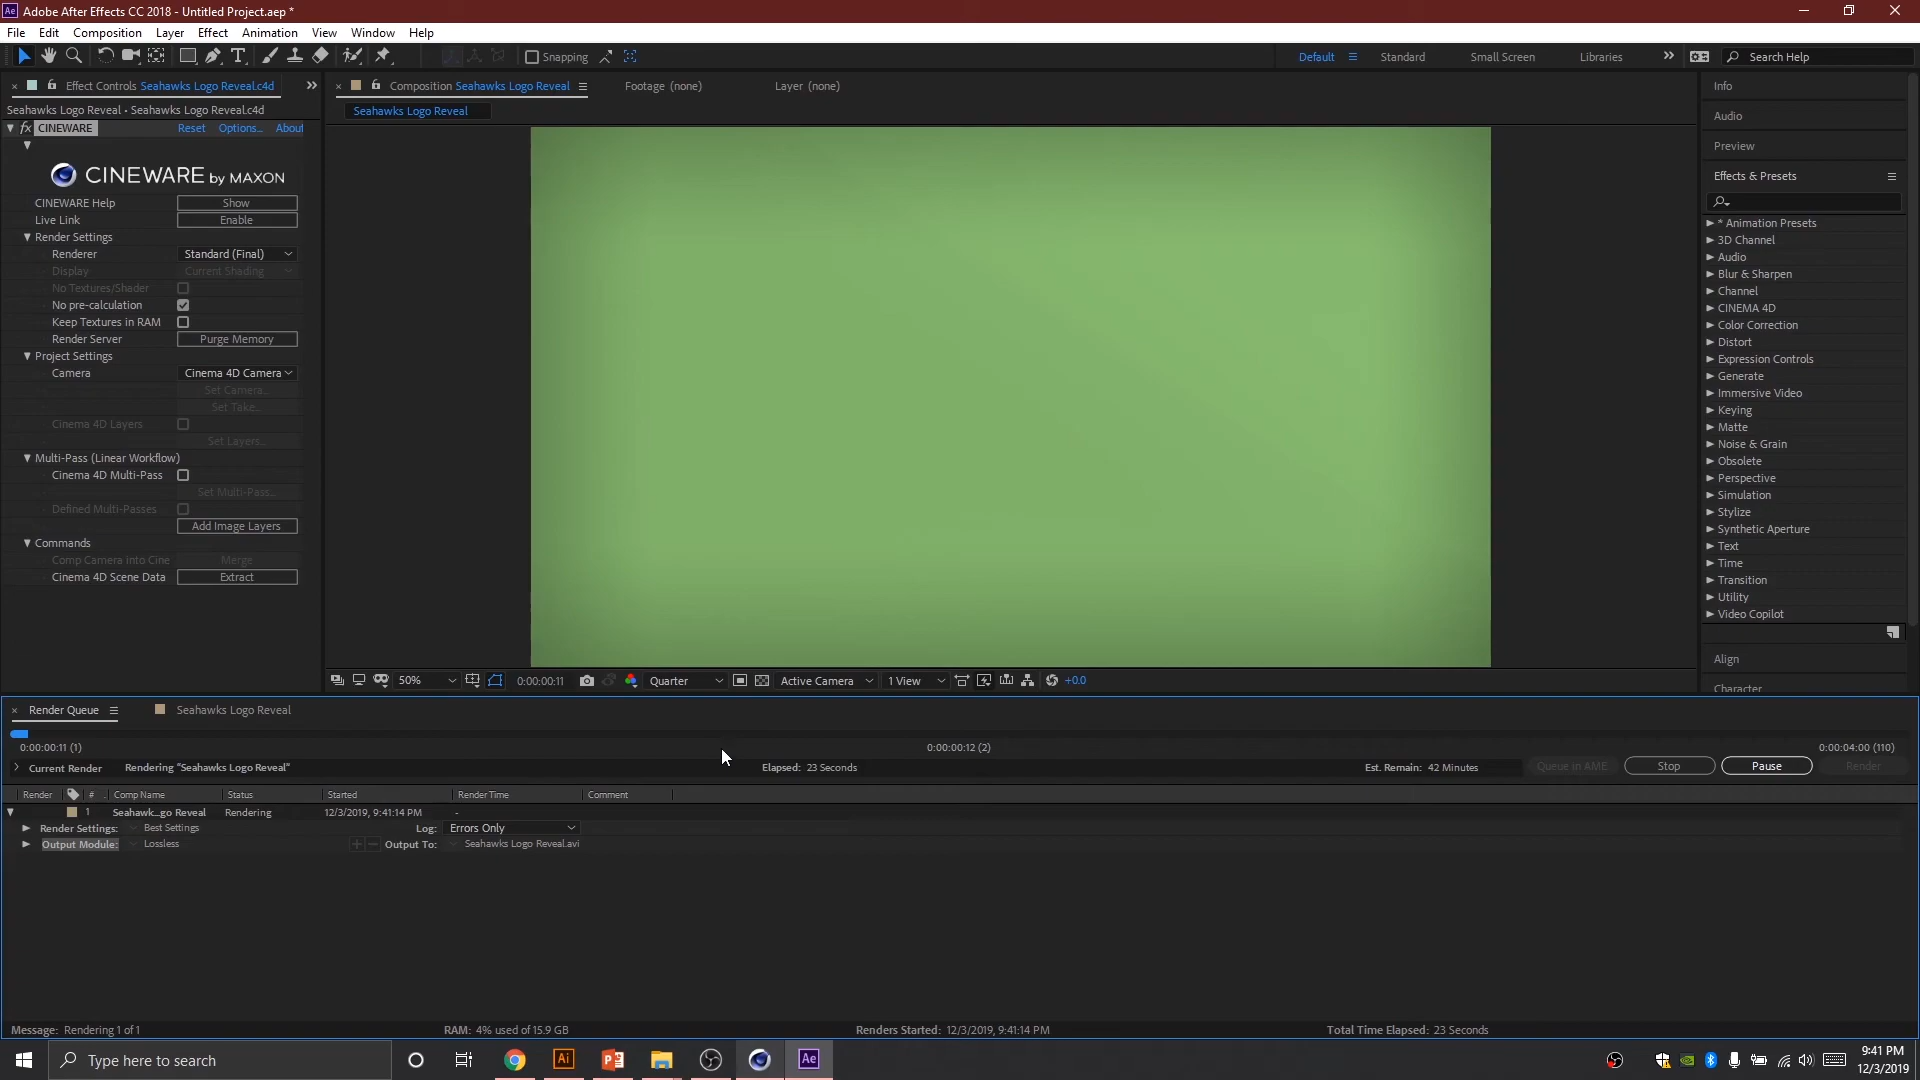 Ae Adobe After Effects CC 2018 - Untitled Project.aep *
File Edit Composition Layer Effect Animation View Window Help
Snapping Default Standard Small Screen Libraries Search Help
Effect Controls Seahawks Logo Reveal.c4d
Seahawks Logo Reveal • Seahawks Logo Reveal.c4d
fx CINEWARE Reset Options... About
CINEWARE by MAXON
CINEWARE Help Show
Live Link Enable
Render Settings
Renderer Standard (Final)
Display Current Shading
No Textures/Shader
No pre-calculation
Keep Textures in RAM
Render Server Purge Memory
Project Settings
Camera Cinema 4D Camera
Set Camera...
Set Take...
Cinema 4D Layers
Set Layers...
Multi-Pass (Linear Workflow)
Cinema 4D Multi-Pass
Set Multi-Pass...
Defined Multi-Passes
Add Image Layers
Commands
Comp Camera into Cine Merge
Cinema 4D Scene Data Extract
Composition Seahawks Logo Reveal Footage (none) Layer (none)
Seahawks Logo Reveal
50% 0:00:00:11 Quarter Active Camera 1 View +0.0
Info
Audio
Preview
Effects & Presets
* Animation Presets
3D Channel
Audio
Blur & Sharpen
Channel
CINEMA 4D
Color Correction
Distort
Expression Controls
Generate
Immersive Video
Keying
Matte
Noise & Grain
Obsolete
Perspective
Simulation
Stylize
Synthetic Aperture
Text
Time
Transition
Utility
Video Copilot
Align
Character
Render Queue Seahawks Logo Reveal
0:00:00:11 (1) 0:00:00:12 (2) 0:00:04:00 (110)
Current Render Rendering "Seahawks Logo Reveal" Elapsed: 23 Seconds Est. Remain: 42 Minutes Queue in AME Stop Pause Render
Render # Comp Name Status Started Render Time Comment
1 Seahawk_go Reveal Rendering 12/3/2019, 9:41:14 PM -
Render Settings: Best Settings Log: Errors Only
Output Module: Lossless Output To: Seahawks Logo Reveal.avi
Message: Rendering 1 of 1 RAM: 4% used of 15.9 GB Renders Started: 12/3/2019, 9:41:14 PM Total Time Elapsed: 23 Seconds
Type here to search Ai Ae 9:41 PM
12/3/2019